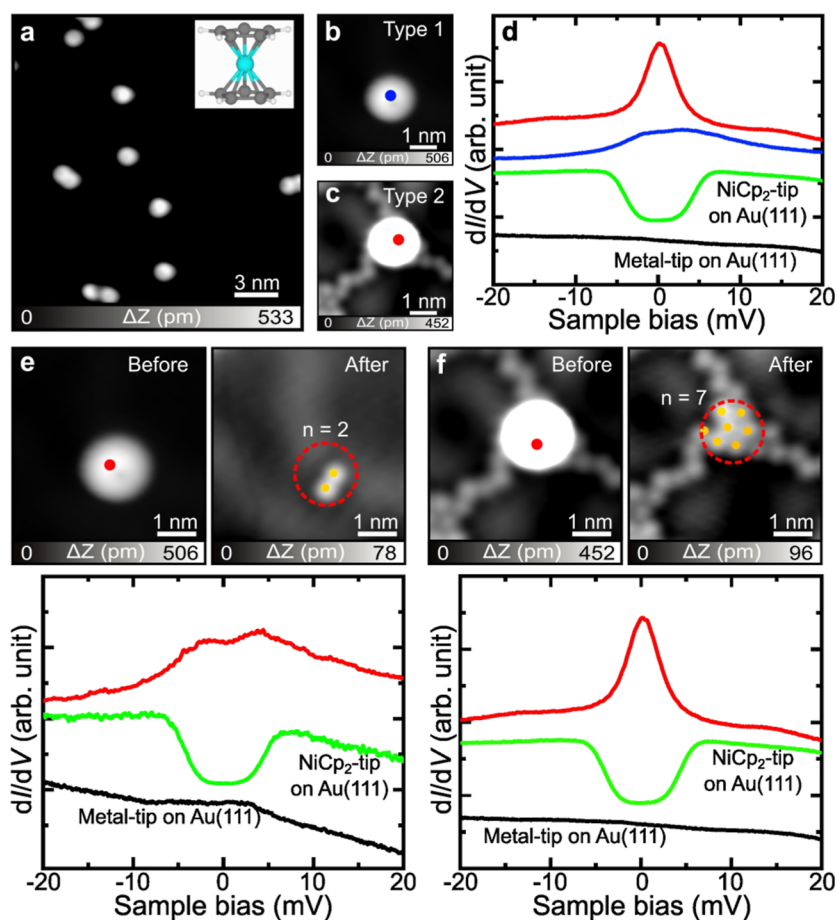 a
3 nm
0 ΔZ (pm) 533
b Type 1
1 nm
0 ΔZ (pm) 506
c Type 2
1 nm
0 ΔZ (pm) 452
d
dI/dV (arb. unit)
NiCp₂-tip
on Au(111)
Metal-tip on Au(111)
-20 -10 0 10 20
Sample bias (mV)
e Before
1 nm
0 ΔZ (pm) 506
After
n = 2
1 nm
0 ΔZ (pm) 78
f Before
1 nm
0 ΔZ (pm) 452
After
n = 7
1 nm
0 ΔZ (pm) 96
dI/dV (arb. unit)
NiCp₂-tip
on Au(111)
Metal-tip on Au(111)
-20 -10 0 10 20
Sample bias (mV)
dI/dV (arb. unit)
NiCp₂-tip
on Au(111)
Metal-tip on Au(111)
-20 -10 0 10 20
Sample bias (mV)